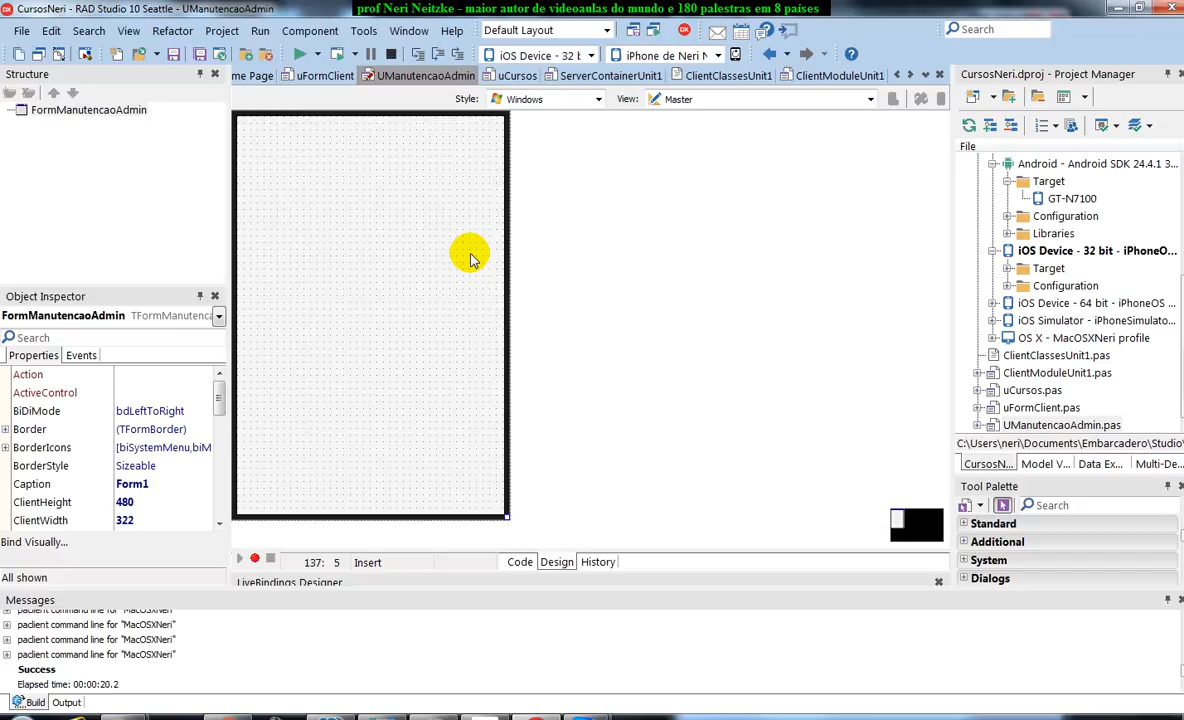 CursosNeri - RAD Studio 10 Seattle - UManutencaoAdmin
prof Neri Neitzke - maior autor de videoaulas do mundo e 180 palestras em 8 países
File Edit Search View Refactor Project Run Component Tools Window Help
Default Layout
Search
iOS Device - 32 b
iPhone de Neri N
Structure
me Page uFormClient UManutencaoAdmin uCursos ServerContainerUnit1 ClientClassesUnit1 ClientModuleUnit1
CursosNeri.dproj - Project Manager
Style: Windows View: Master
FormManutencaoAdmin
File
Android - Android SDK 24.4.1 3...
Target
GT-N7100
Configuration
Libraries
iOS Device - 32 bit - iPhoneO...
Target
Configuration
iOS Device - 64 bit - iPhoneOS ...
iOS Simulator - iPhoneSimulato...
OS X - MacOSXNeri profile
ClientClassesUnit1.pas
ClientModuleUnit1.pas
uCursos.pas
uFormClient.pas
UManutencaoAdmin.pas
C:\Users\neri\Documents\Embarcadero\Studio\
CursosN... Model V... Data Ex... Multi-De...
Object Inspector
FormManutencaoAdmin TFormManutenca
Search
Properties Events
Action
ActiveControl
BiDiMode bdLeftToRight
Border (TFormBorder)
BorderIcons [biSystemMenu,biM
BorderStyle Sizeable
Caption Form1
ClientHeight 480
ClientWidth 322
Bind Visually...
All shown
137: 5 Insert Code Design History
LiveBindings Designer
Tool Palette
Search
Standard
Additional
System
Dialogs
Messages
paclient command line for "MacOSXNeri"
paclient command line for "MacOSXNeri"
paclient command line for "MacOSXNeri"
paclient command line for "MacOSXNeri"
Success
Elapsed time: 00:00:20.2
Build Output